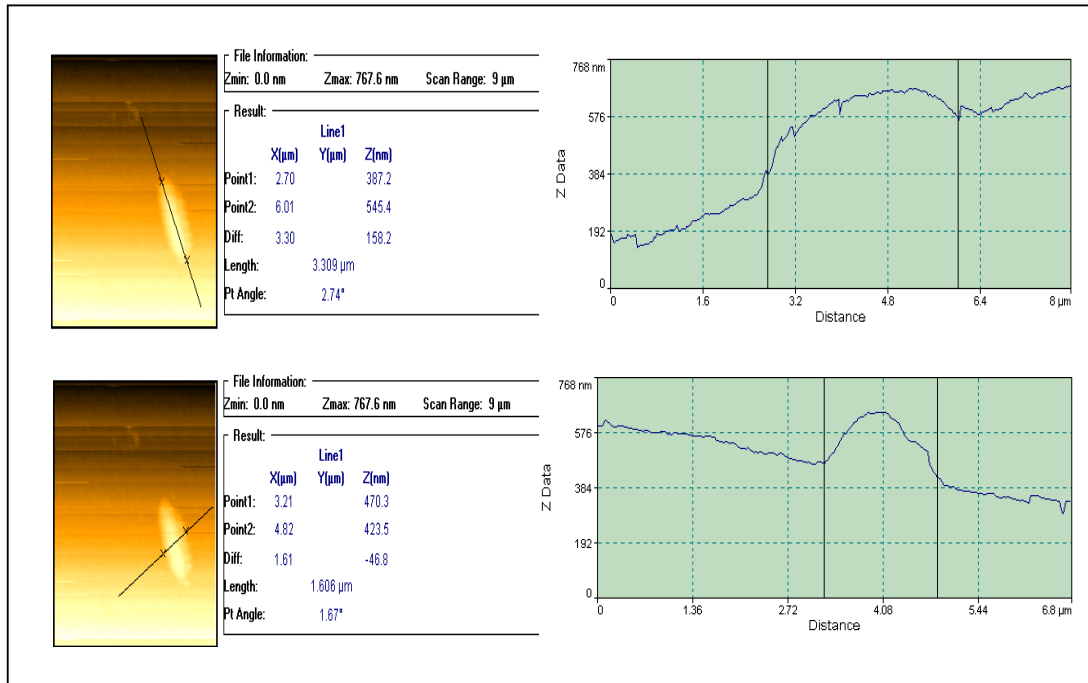 File Information:
Zmin: 0.0 nm Zmax: 767.6 nm Scan Range: 9 µm
Result:
Line1
X(µm) Y(µm) Z(nm)
Point1: 2.70 387.2
Point2: 6.01 545.4
Diff: 3.30 158.2
Length: 3.309 µm
Pt Angle: 2.74°
768 nm
576
384
192
0
Z Data
0 1.6 3.2 4.8 6.4 8 µm
Distance
File Information:
Zmin: 0.0 nm Zmax: 767.6 nm Scan Range: 9 µm
Result:
Line1
X(µm) Y(µm) Z(nm)
Point1: 3.21 470.3
Point2: 4.82 423.5
Diff: 1.61 -46.8
Length: 1.606 µm
Pt Angle: 1.67°
768 nm
576
384
192
0
Z Data
0 1.36 2.72 4.08 5.44 6.8 µm
Distance